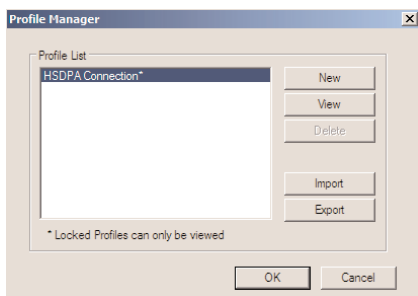 Profile Manager
Profile List
HSDPA Connection*
New
View
Delete
Import
Export
* Locked Profiles can only be viewed
OK
Cancel